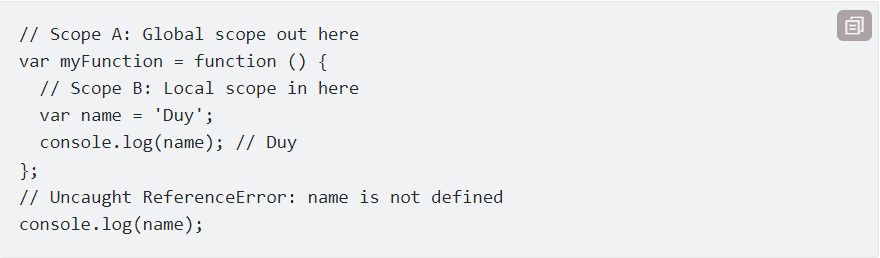 // Scope A: Global scope out here
var myFunction = function () {
  // Scope B: Local scope in here
  var name = 'Duy';
  console.log(name); // Duy
};
// Uncaught ReferenceError: name is not defined
console.log(name);